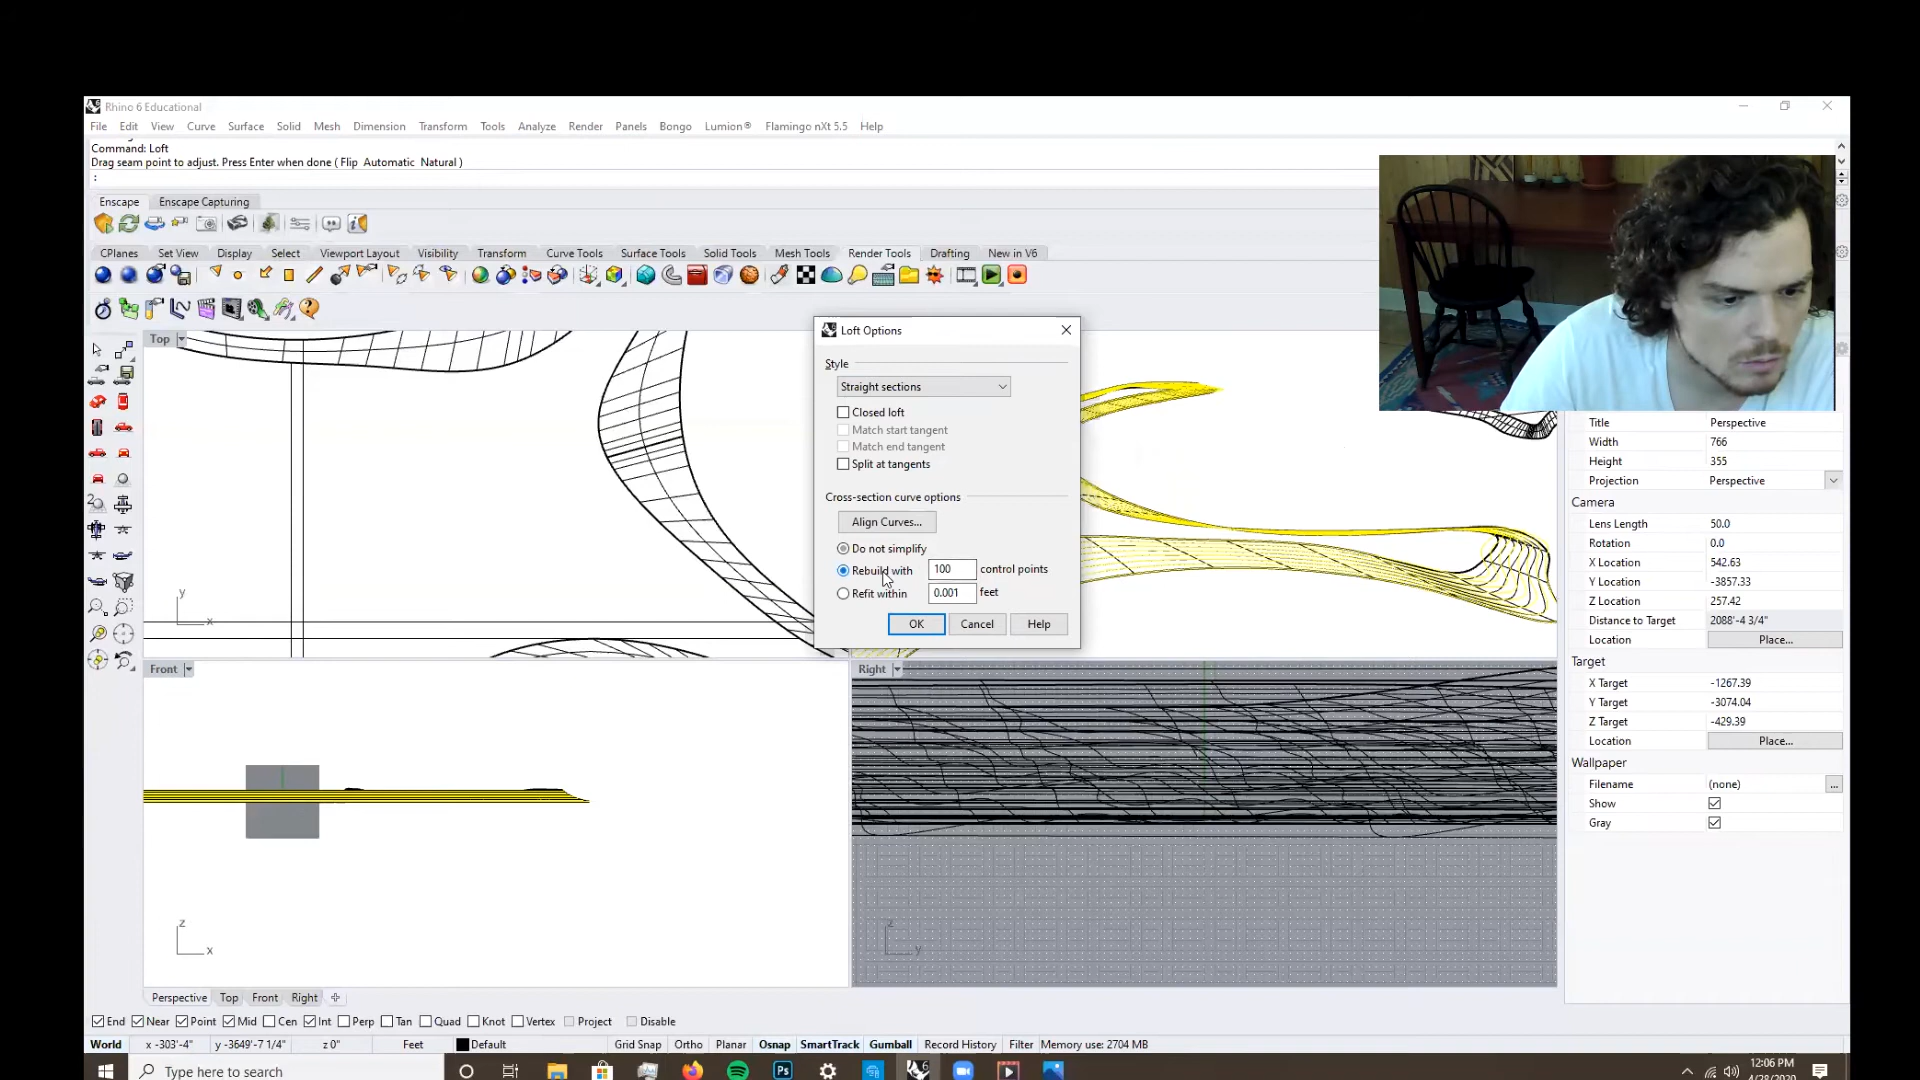 Rhino 6 Educational
File Edit View Curve Surface Solid Mesh Dimension Transform Tools Analyze Render Panels Bongo Lumion® Flamingo nXt 5.5 Help
Command: Loft
Drag seam point to adjust. Press Enter when done ( Flip Automatic Natural )
:
Enscape Enscape Capturing
CPlanes Set View Display Select Viewport Layout Visibility Transform Curve Tools Surface Tools Solid Tools Mesh Tools Render Tools Drafting New in V6
Top
Loft Options
Style
Straight sections
Closed loft
Match start tangent
Match end tangent
Split at tangents
Cross-section curve options
Align Curves...
Do not simplify
Rebuild with 100 control points
Refit within 0.001 feet
OK Cancel Help
y
x
Title Perspective
Width 766
Height 355
Projection Perspective
Camera
Lens Length 50.0
Rotation 0.0
X Location 542.63
Y Location -3857.33
Z Location 257.42
Distance to Target 2088'-4 3/4"
Location Place...
Target
X Target -1267.39
Y Target -3074.04
Z Target -429.39
Location Place...
Wallpaper
Filename (none) ...
Show
Gray
Front
Right
z
x
z
y
Perspective Top Front Right
End Near Point Mid Cen Int Perp Tan Quad Knot Vertex Project Disable
World x -303'-4" y -3649'-7 1/4" z 0" Feet Default Grid Snap Ortho Planar Osnap SmartTrack Gumball Record History Filter Memory use: 2704 MB
Type here to search
Ps
12:06 PM
4/28/2020